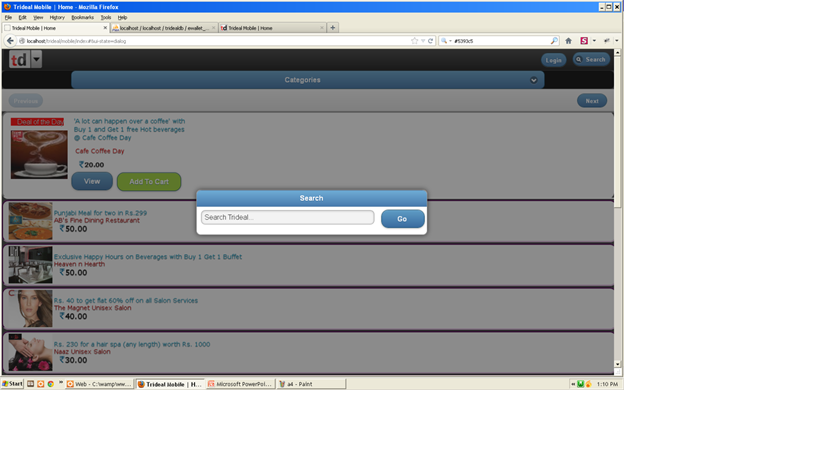 Trideal Mobile | Home - Mozilla Firefox
File Edit View History Bookmarks Tools Help
Trideal Mobile | Home
localhost / localhost / tridealdb / ewallet_...
Trideal Mobile | Home
localhost/trideal/mobile/index#&ui-state=dialog
#5393c5
td
Login
Search
Categories
Previous
Next
Deal of the Day
'A lot can happen over a coffee' with
Buy 1 and Get 1 free Hot beverages
@ Cafe Coffee Day
Cafe Coffee Day
₹20.00
View
Add To Cart
Search
Search Trideal...
Go
Punjabi Meal for two in Rs.299
AB's Fine Dining Restaurant
₹50.00
Exclusive Happy Hours on Beverages with Buy 1 Get 1 Buffet
Heaven n Hearth
₹50.00
Rs. 40 to get flat 60% off on all Salon Services
The Magnet Unisex Salon
₹40.00
Rs. 230 for a hair spa (any length) worth Rs. 1000
Naaz Unisex Salon
₹30.00
Start
Web - C:\wamp\ww...
Trideal Mobile | H...
Microsoft PowerPoi...
a4 - Paint
1:10 PM